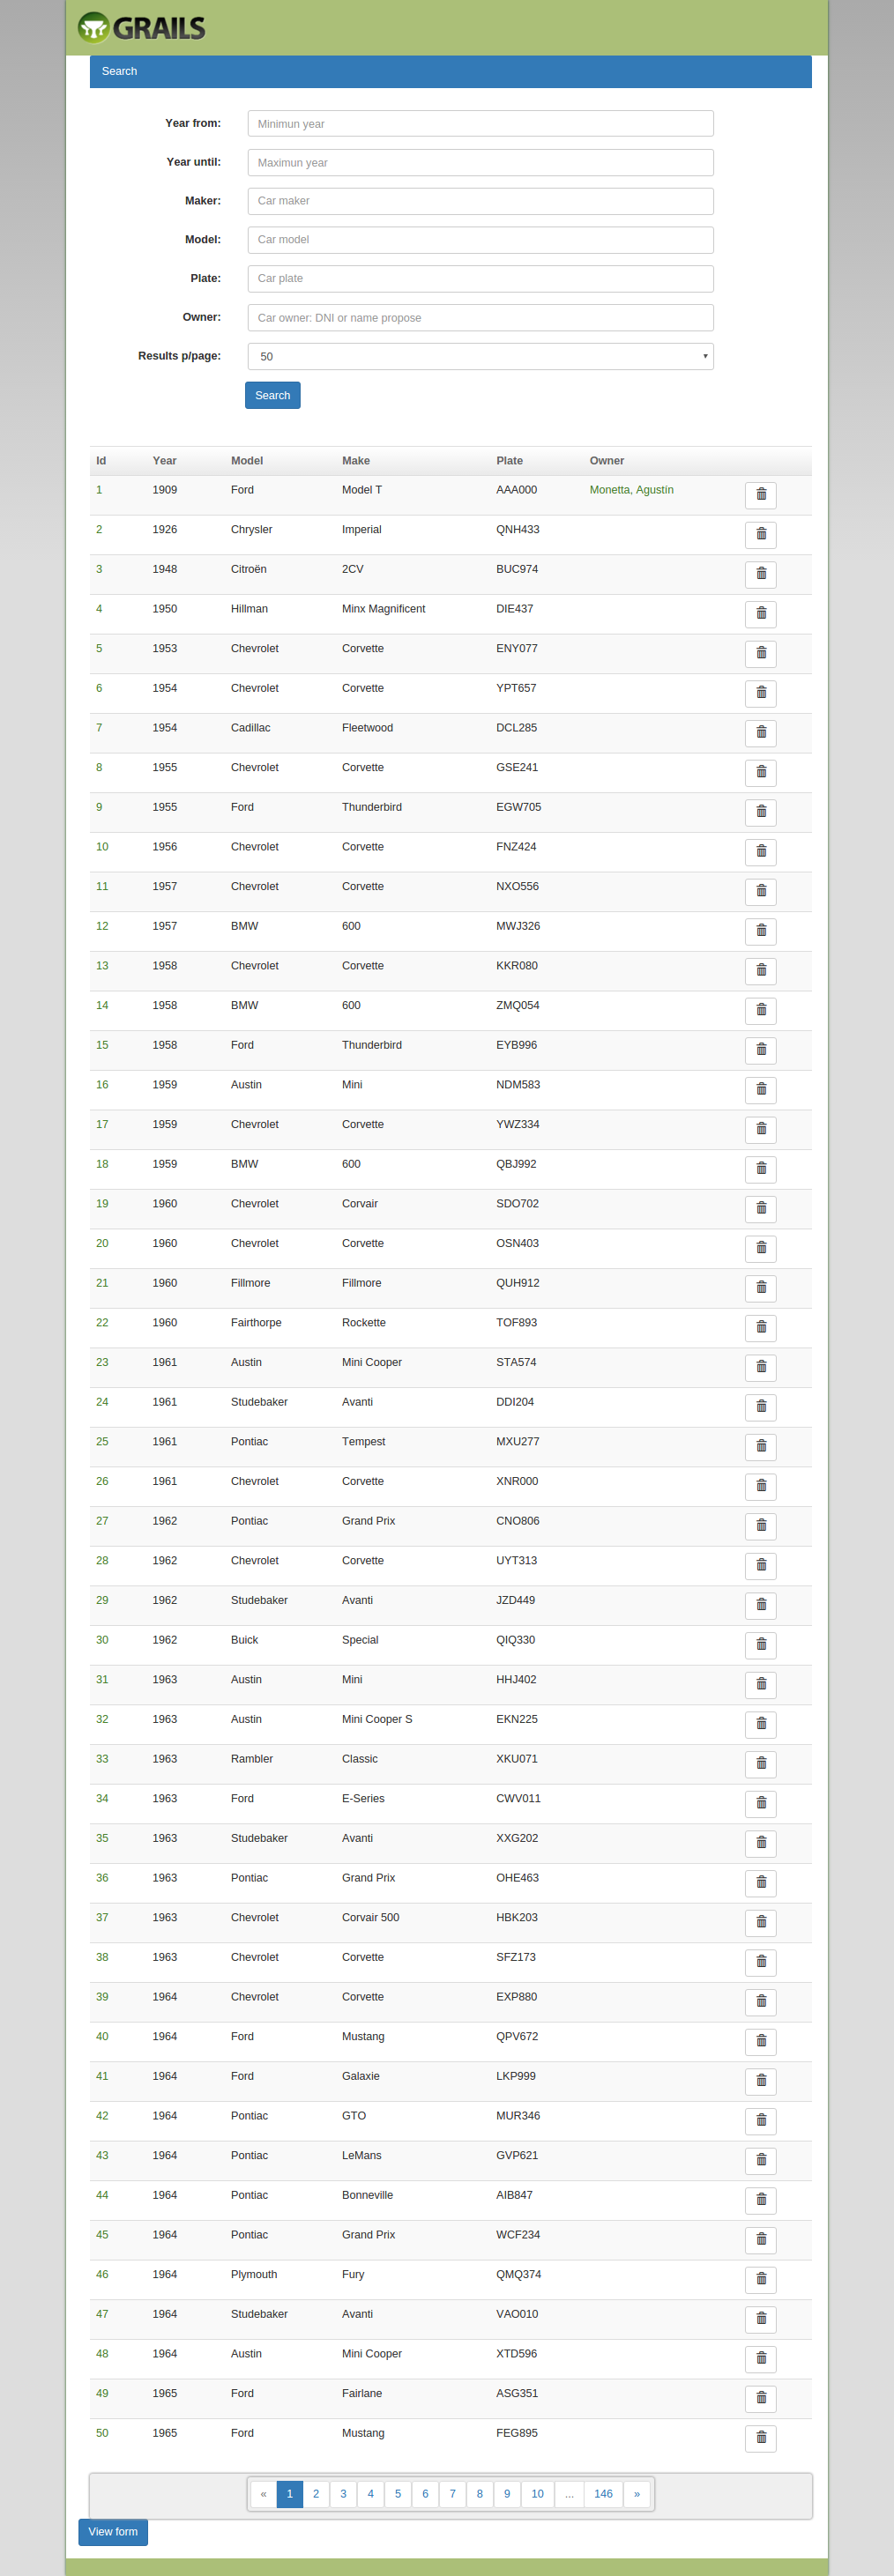 GRAILS
Search
Year from: Minimun year
Year until: Maximun year
Maker: Car maker
Model: Car model
Plate: Car plate
Owner: Car owner: DNI or name propose
Results p/page: 50
Search
Id Year Model Make Plate Owner
1 1909 Ford Model T AAA000 Monetta, Agustín
2 1926 Chrysler Imperial QNH433
3 1948 Citroën 2CV BUC974
4 1950 Hillman Minx Magnificent DIE437
5 1953 Chevrolet Corvette ENY077
6 1954 Chevrolet Corvette YPT657
7 1954 Cadillac Fleetwood DCL285
8 1955 Chevrolet Corvette GSE241
9 1955 Ford Thunderbird EGW705
10 1956 Chevrolet Corvette FNZ424
11 1957 Chevrolet Corvette NXO556
12 1957 BMW 600 MWJ326
13 1958 Chevrolet Corvette KKR080
14 1958 BMW 600 ZMQ054
15 1958 Ford Thunderbird EYB996
16 1959 Austin Mini NDM583
17 1959 Chevrolet Corvette YWZ334
18 1959 BMW 600 QBJ992
19 1960 Chevrolet Corvair SDO702
20 1960 Chevrolet Corvette OSN403
21 1960 Fillmore Fillmore QUH912
22 1960 Fairthorpe Rockette TOF893
23 1961 Austin Mini Cooper STA574
24 1961 Studebaker Avanti DDI204
25 1961 Pontiac Tempest MXU277
26 1961 Chevrolet Corvette XNR000
27 1962 Pontiac Grand Prix CNO806
28 1962 Chevrolet Corvette UYT313
29 1962 Studebaker Avanti JZD449
30 1962 Buick Special QIQ330
31 1963 Austin Mini HHJ402
32 1963 Austin Mini Cooper S EKN225
33 1963 Rambler Classic XKU071
34 1963 Ford E-Series CWV011
35 1963 Studebaker Avanti XXG202
36 1963 Pontiac Grand Prix OHE463
37 1963 Chevrolet Corvair 500 HBK203
38 1963 Chevrolet Corvette SFZ173
39 1964 Chevrolet Corvette EXP880
40 1964 Ford Mustang QPV672
41 1964 Ford Galaxie LKP999
42 1964 Pontiac GTO MUR346
43 1964 Pontiac LeMans GVP621
44 1964 Pontiac Bonneville AIB847
45 1964 Pontiac Grand Prix WCF234
46 1964 Plymouth Fury QMQ374
47 1964 Studebaker Avanti VAO010
48 1964 Austin Mini Cooper XTD596
49 1965 Ford Fairlane ASG351
50 1965 Ford Mustang FEG895
« 1 2 3 4 5 6 7 8 9 10 ... 146 »
View form